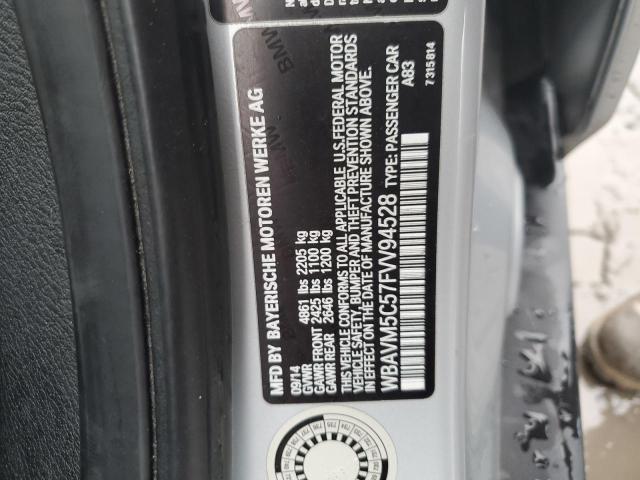 MFD BY BAYERISCHE MOTOREN WERKE AG
09/14
GVWR 4861 lbs 2205 kg
GAWR FRONT 2425 lbs 1100 kg
GAWR REAR 2646 lbs 1200 kg
THIS VEHICLE CONFORMS TO ALL APPLICABLE U.S.FEDERAL MOTOR
VEHICLE SAFETY, BUMPER AND THEFT PREVENTION STANDARDS
IN EFFECT ON THE DATE OF MANUFACTURE SHOWN ABOVE.
WBAVM5C57FVV94528 TYPE: PASSENGER CAR
A83
7 315 814